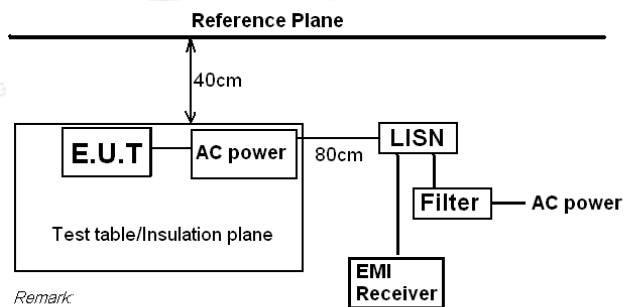 Reference Plane
40cm
E.U.T
AC power
80cm
LISN
Filter
AC power
Test table/Insulation plane
EMI
Receiver
Remark: